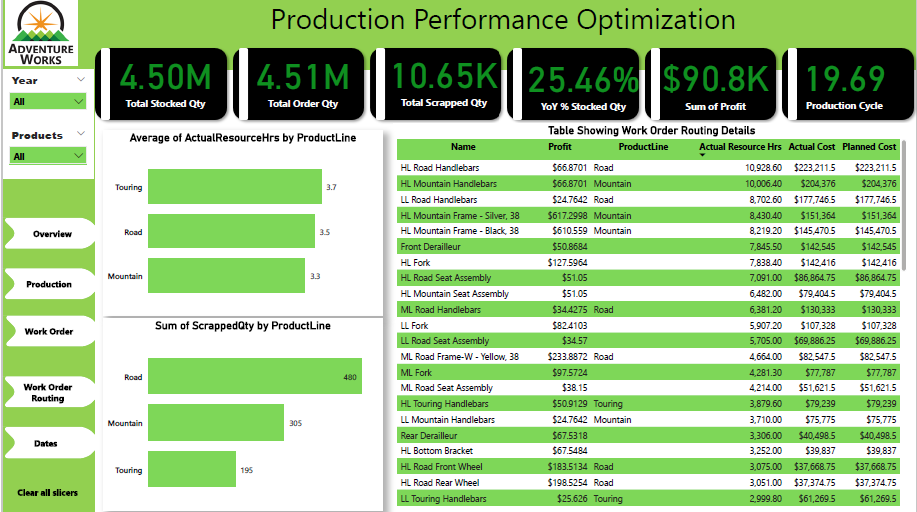 Production Performance Optimization
ADVENTURE
WORKS
Year
All
Products
All
Overview
Production
Work Order
Work Order
Routing
Dates
Clear all slicers
4.50M
Total Stocked Qty
4.51M
Total Order Qty
10.65K
Total Scrapped Qty
25.46%
YoY % Stocked Qty
$90.8K
Sum of Profit
19.69
Production Cycle
Average of ActualResourceHrs by ProductLine
Touring 3.7
Road 3.5
Mountain 3.3
Sum of ScrappedQty by ProductLine
Road 480
Mountain 305
Touring 195
Table Showing Work Order Routing Details
Name Profit ProductLine Actual Resource Hrs Actual Cost Planned Cost
HL Road Handlebars $66.8701 Road 10,928.60 $223,211.5 $223,211.5
HL Mountain Handlebars $66.8701 Mountain 10,006.40 $204,376 $204,376
LL Road Handlebars $24.7642 Road 8,702.60 $177,746.5 $177,746.5
HL Mountain Frame - Silver, 38 $617.2998 Mountain 8,430.40 $151,364 $151,364
HL Mountain Frame - Black, 38 $610.559 Mountain 8,219.20 $145,470.5 $145,470.5
Front Derailleur $50.8684 7,845.50 $142,545 $142,545
HL Fork $127.5964 7,838.40 $142,416 $142,416
HL Road Seat Assembly $51.05 7,091.00 $86,864.75 $86,864.75
HL Mountain Seat Assembly $51.05 6,482.00 $79,404.5 $79,404.5
ML Road Handlebars $34.4275 Road 6,381.20 $130,333 $130,333
LL Fork $82.4103 5,907.20 $107,328 $107,328
LL Road Seat Assembly $34.57 5,705.00 $69,886.25 $69,886.25
ML Road Frame-W - Yellow, 38 $233.8872 Road 4,664.00 $82,547.5 $82,547.5
ML Fork $97.5724 4,281.30 $77,787 $77,787
ML Road Seat Assembly $38.15 4,214.00 $51,621.5 $51,621.5
HL Touring Handlebars $50.9129 Touring 3,879.60 $79,239 $79,239
LL Mountain Handlebars $24.7642 Mountain 3,710.00 $75,775 $75,775
Rear Derailleur $67.5318 3,306.00 $40,498.5 $40,498.5
HL Bottom Bracket $67.5484 3,252.00 $39,837 $39,837
HL Road Front Wheel $183.5134 Road 3,075.00 $37,668.75 $37,668.75
HL Road Rear Wheel $198.5254 Road 3,051.00 $37,374.75 $37,374.75
LL Touring Handlebars $25.626 Touring 2,999.80 $61,269.5 $61,269.5